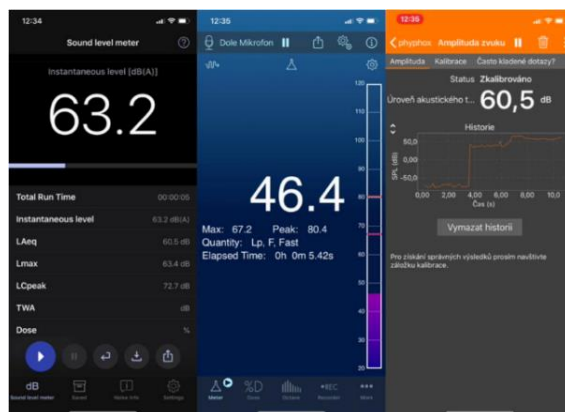 12:34
Sound level meter
Instantaneous level [dB(A)]
63.2
Total Run Time 00:00:05
Instantaneous level 63.2 dB(A)
LAeq 60.5 dB
Lmax 63.4 dB
LCpeak 72.7 dB
TWA dB
Dose %
dB
Sound level meter Saved Noise Info Settings
12:35
Dole Mikrofon
120
110
100
90
80
70
60
50
40
30
20
46.4
Max: 67.2 Peak: 80.4
Quantity: Lp, F, Fast
Elapsed Time: 0h 0m 5.42s
Meter Dose Octave Recorder More
%D •REC
12:35
phyphox Amplituda zvuku
Amplituda Kalibrace Často kladené dotazy?
Status Zkalibrováno
Úroveň akustického t... 60,5 dB
Historie
SPL (dB)
50,0
0,00
-50,0
0,00 2,00 4,00 6,00 8,00 10,0
Čas (s)
Vymazat historii
Pro získání správných výsledků prosím navštivte
záložku kalibrace.